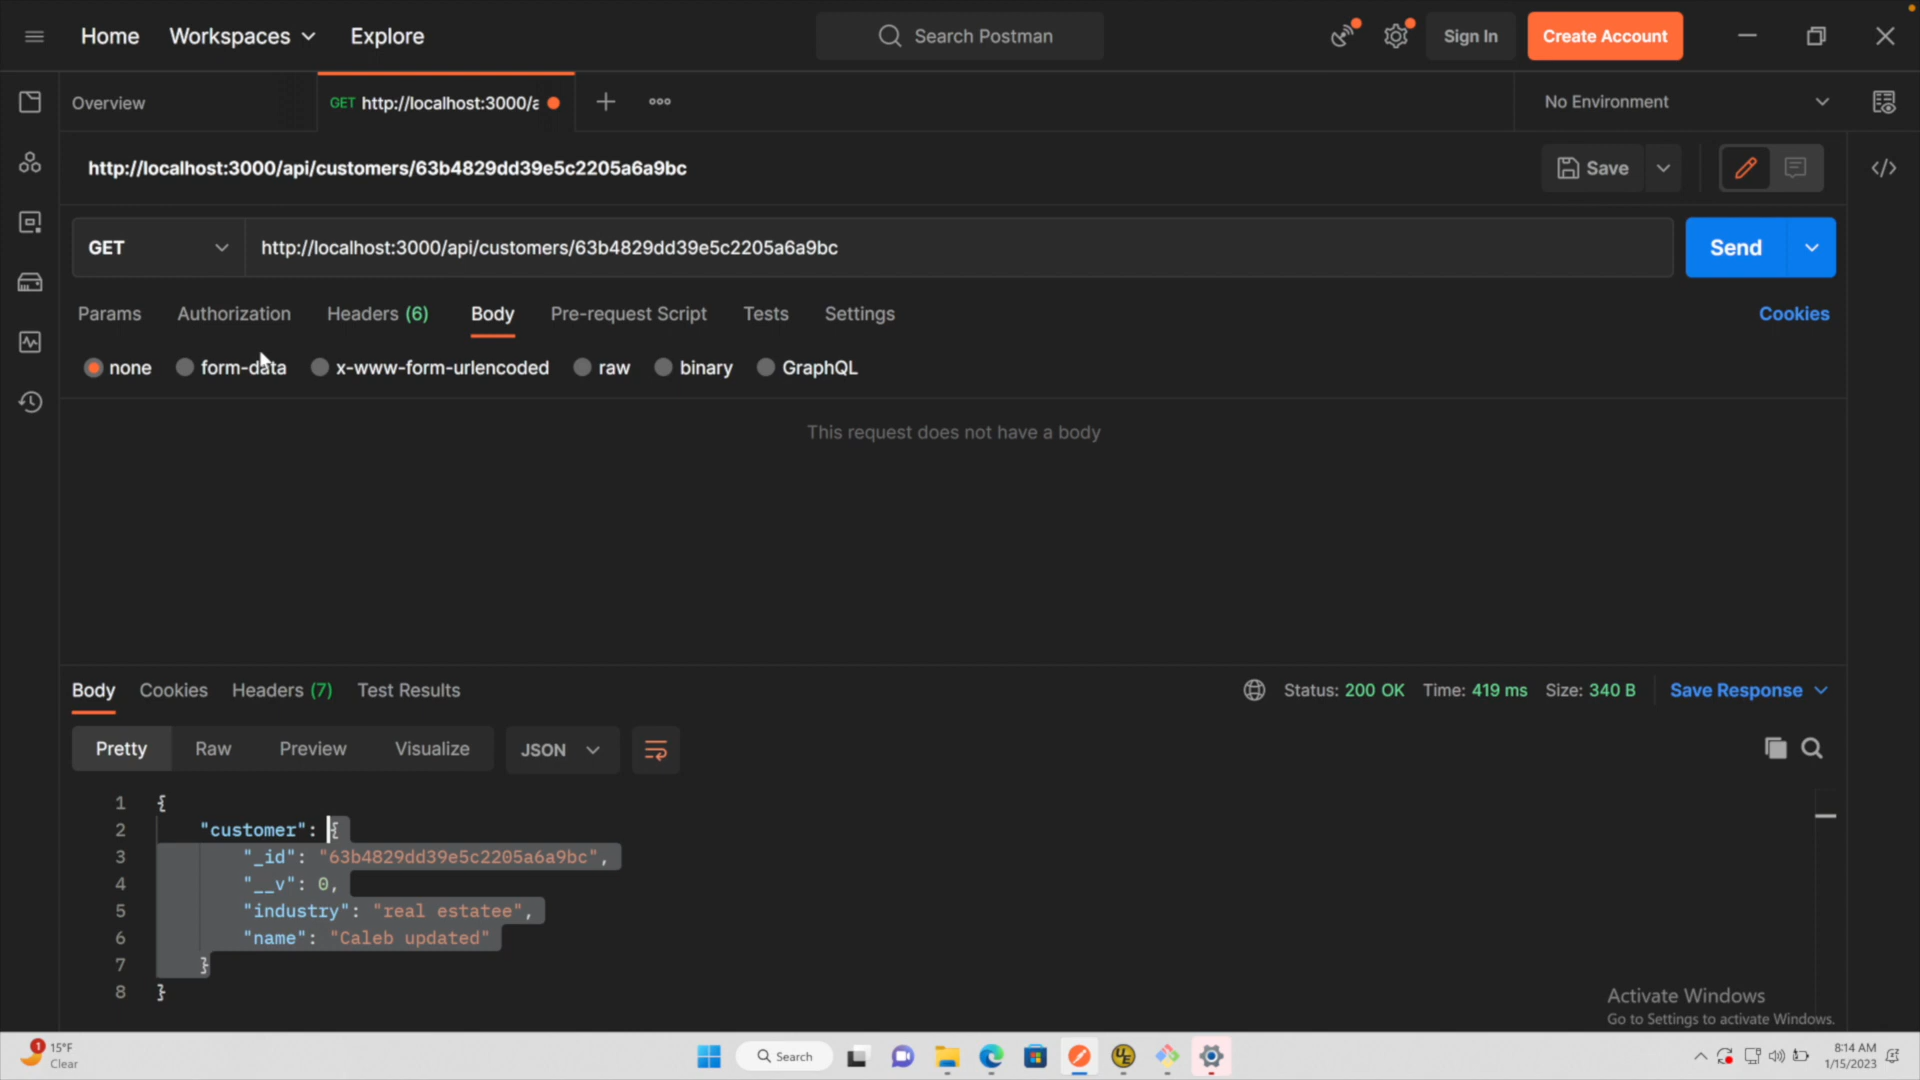 Home Workspaces Explore Search Postman Sign In Create Account
Overview GET http://localhost:3000/a No Environment
http://localhost:3000/api/customers/63b4829dd39e5c2205a6a9bc Save
GET http://localhost:3000/api/customers/63b4829dd39e5c2205a6a9bc Send
Params Authorization Headers (6) Body Pre-request Script Tests Settings Cookies
none form-data x-www-form-urlencoded raw binary GraphQL
This request does not have a body
Body Cookies Headers (7) Test Results Status: 200 OK Time: 419 ms Size: 340 B Save Response
Pretty Raw Preview Visualize JSON
1 {
2 "customer": {
3 "_id": "63b4829dd39e5c2205a6a9bc",
4 "__v": 0,
5 "industry": "real estatee",
6 "name": "Caleb updated"
7 }
8 }
Activate Windows
Go to Settings to activate Windows.
1 15°F
Clear
Search
UE
8:14 AM
1/15/2023